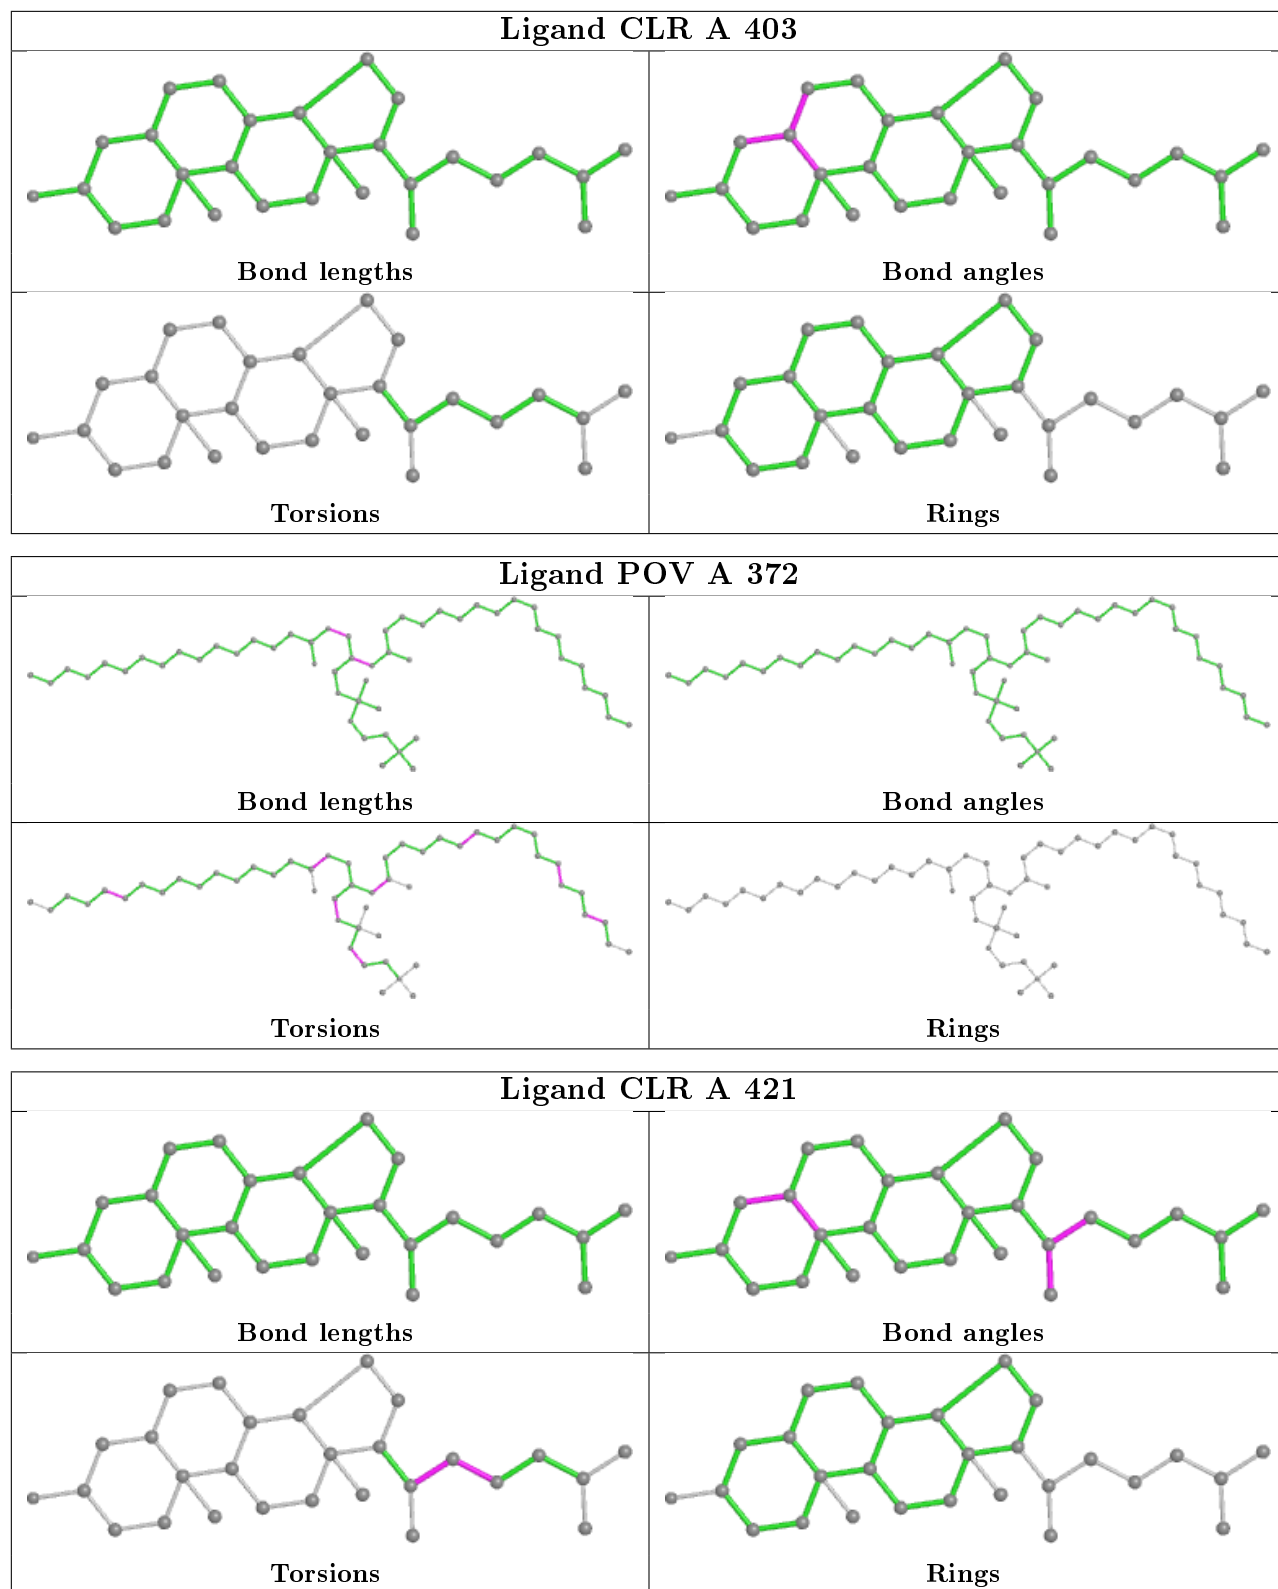 Ligand CLR A 403
Bond lengths
Bond angles
Torsions
Rings
Ligand POV A 372
Bond lengths
Bond angles
Torsions
Rings
Ligand CLR A 421
Bond lengths
Bond angles
Torsions
Rings